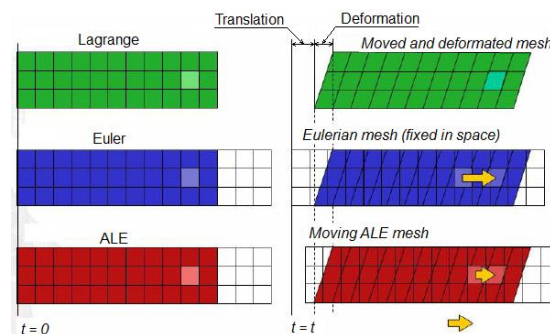 Translation
Deformation
Lagrange
Moved and deformated mesh
Euler
Eulerian mesh (fixed in space)
ALE
Moving ALE mesh
t = 0
t = t